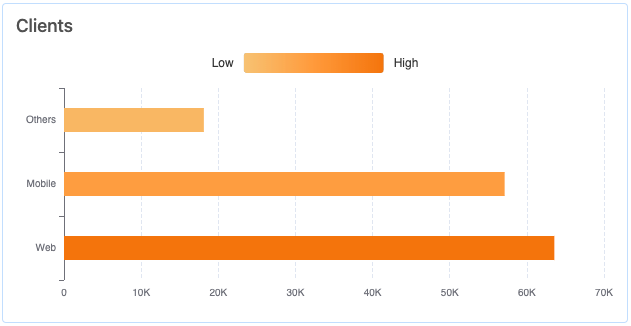 Clients
Low High
Others
Mobile
Web
0 10K 20K 30K 40K 50K 60K 70K